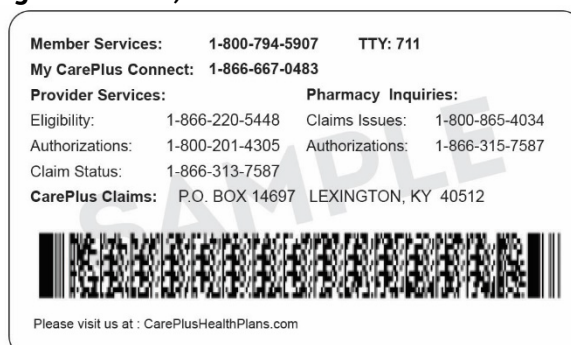 Member Services: 1-800-794-5907 TTY: 711
My CarePlus Connect: 1-866-667-0483
Provider Services: Pharmacy Inquiries:
Eligibility: 1-866-220-5448 Claims Issues: 1-800-865-4034
Authorizations: 1-800-201-4305 Authorizations: 1-866-315-7587
Claim Status: 1-866-313-7587
CarePlus Claims: P.O. BOX 14697 LEXINGTON, KY 40512
SAMPLE
Please visit us at : CarePlusHealthPlans.com